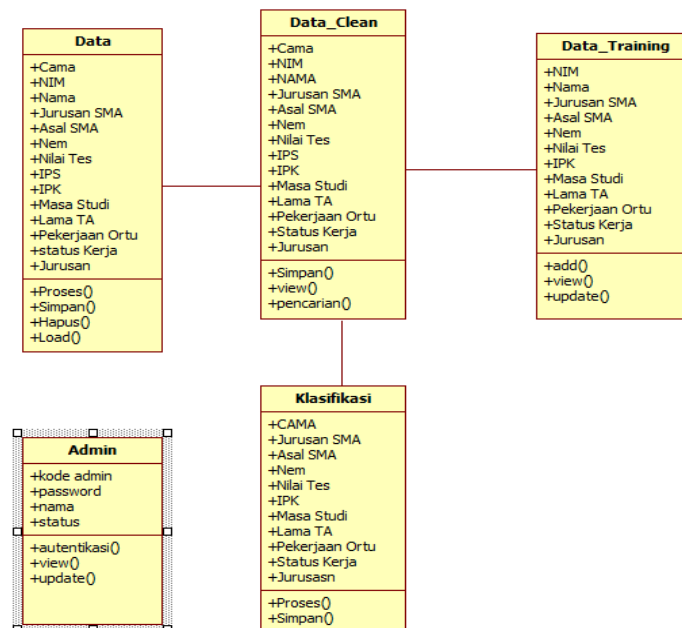 Data
+Cama
+NIM
+Nama
+Jurusan SMA
+Asal SMA
+Nem
+Nilai Tes
+IPS
+IPK
+Masa Studi
+Lama TA
+Pekerjaan Ortu
+status Kerja
+Jurusan
+Proses()
+Simpan()
+Hapus()
+Load()
Data_Clean
+Cama
+NIM
+NAMA
+Jurusan SMA
+Asal SMA
+Nem
+Nilai Tes
+IPS
+IPK
+Masa Studi
+Lama TA
+Pekerjaan Ortu
+Status Kerja
+Jurusan
+Simpan()
+view()
+pencarian()
Data_Training
+NIM
+Nama
+Jurusan SMA
+Asal SMA
+Nem
+Nilai Tes
+IPK
+Masa Studi
+Lama TA
+Pekerjaan Ortu
+Status Kerja
+Jurusan
+add()
+view()
+update()
Admin
+kode admin
+password
+nama
+status
+autentikasi()
+view()
+update()
Klasifikasi
+CAMA
+Jurusan SMA
+Asal SMA
+Nem
+Nilai Tes
+IPK
+Masa Studi
+Lama TA
+Pekerjaan Ortu
+Status Kerja
+Jurusasn
+Proses()
+Simpan()